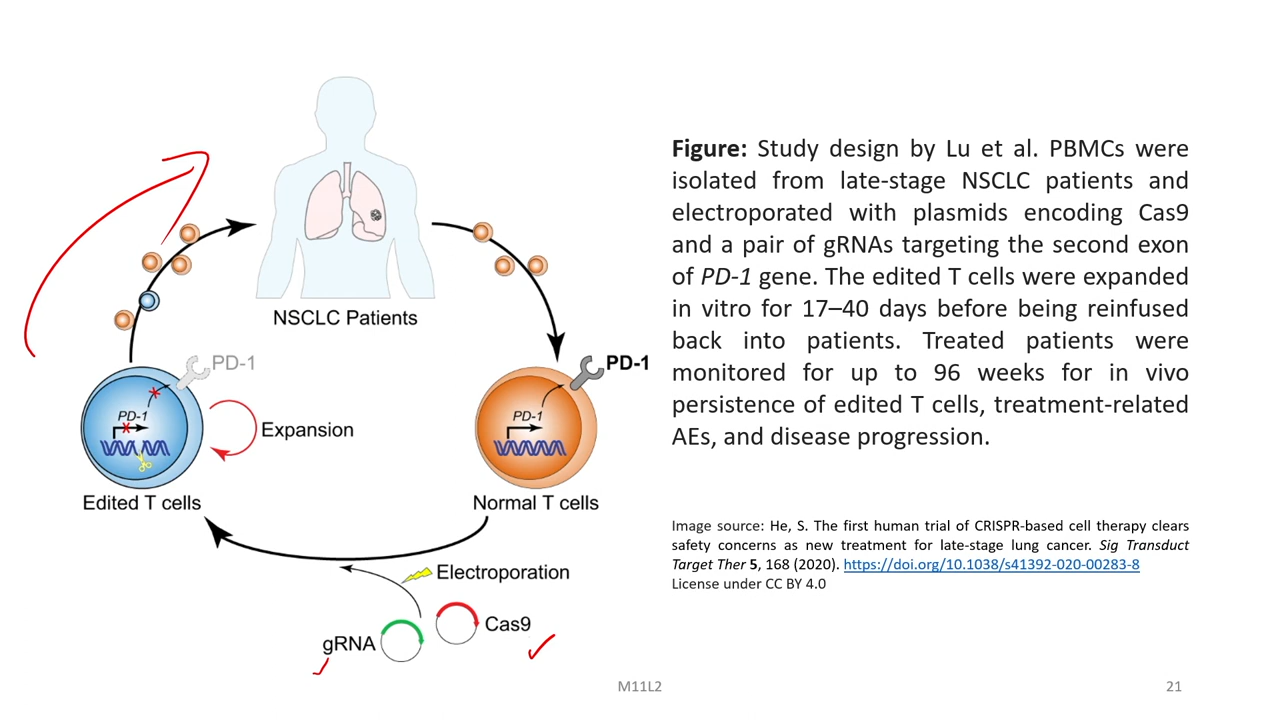 NSCLC Patients
PD-1
PD-1
PD-1
PD-1
Expansion
Edited T cells
Normal T cells
Electroporation
Cas9
gRNA
Figure: Study design by Lu et al. PBMCs were
isolated from late-stage NSCLC patients and
electroporated with plasmids encoding Cas9
and a pair of gRNAs targeting the second exon
of PD-1 gene. The edited T cells were expanded
in vitro for 17–40 days before being reinfused
back into patients. Treated patients were
monitored for up to 96 weeks for in vivo
persistence of edited T cells, treatment-related
AEs, and disease progression.
Image source: He, S. The first human trial of CRISPR-based cell therapy clears
safety concerns as new treatment for late-stage lung cancer. Sig Transduct
Target Ther 5, 168 (2020). https://doi.org/10.1038/s41392-020-00283-8
License under CC BY 4.0
M11L2
21